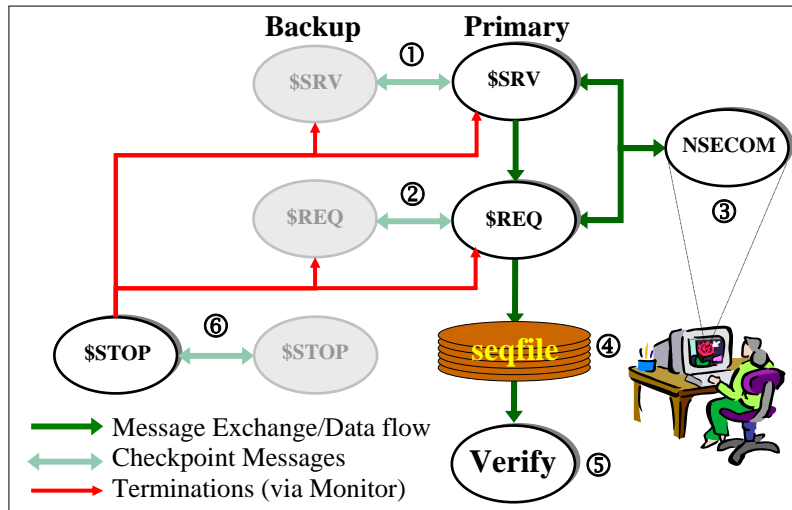 Backup Primary
①
$SRV $SRV
NSECOM
②
③
$REQ $REQ
⑥
$STOP $STOP
seqfile ④
Message Exchange/Data flow
Checkpoint Messages
Verify ⑤
Terminations (via Monitor)